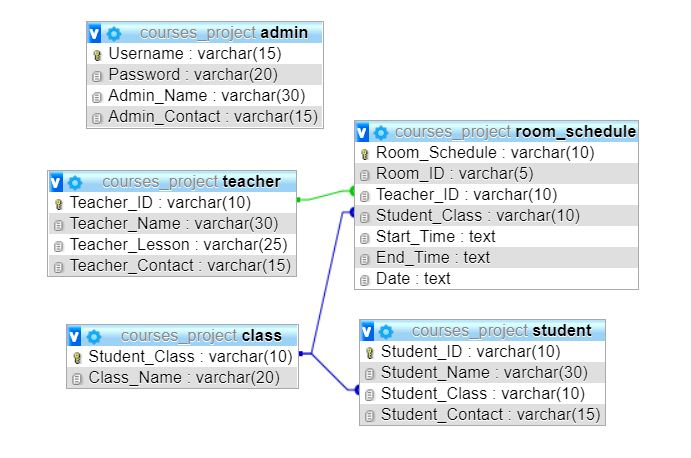 courses_project admin
Username : varchar(15)
Password : varchar(20)
Admin_Name : varchar(30)
Admin_Contact : varchar(15)
courses_project room_schedule
Room_Schedule : varchar(10)
Room_ID : varchar(5)
Teacher_ID : varchar(10)
Student_Class : varchar(10)
Start_Time : text
End_Time : text
Date : text
courses_project teacher
Teacher_ID : varchar(10)
Teacher_Name : varchar(30)
Teacher_Lesson : varchar(25)
Teacher_Contact : varchar(15)
courses_project class
Student_Class : varchar(10)
Class_Name : varchar(20)
courses_project student
Student_ID : varchar(10)
Student_Name : varchar(30)
Student_Class : varchar(10)
Student_Contact : varchar(15)